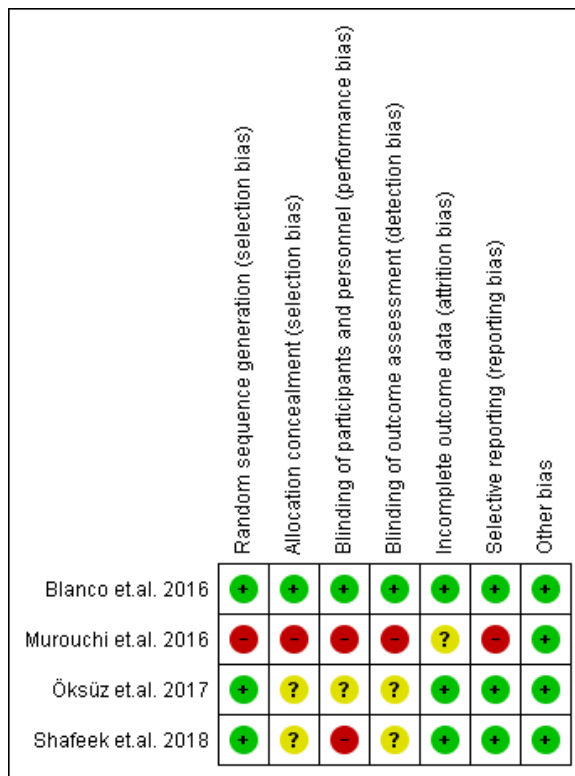 Random sequence generation (selection bias)
Allocation concealment (selection bias)
Blinding of participants and personnel (performance bias)
Blinding of outcome assessment (detection bias)
Incomplete outcome data (attrition bias)
Selective reporting (reporting bias)
Other bias
Blanco et.al. 2016 + + + + + + +
Murouchi et.al. 2016 - - - - ? - +
Öksüz et.al. 2017 + ? ? ? + + +
Shafeek et.al. 2018 + ? - ? + + +